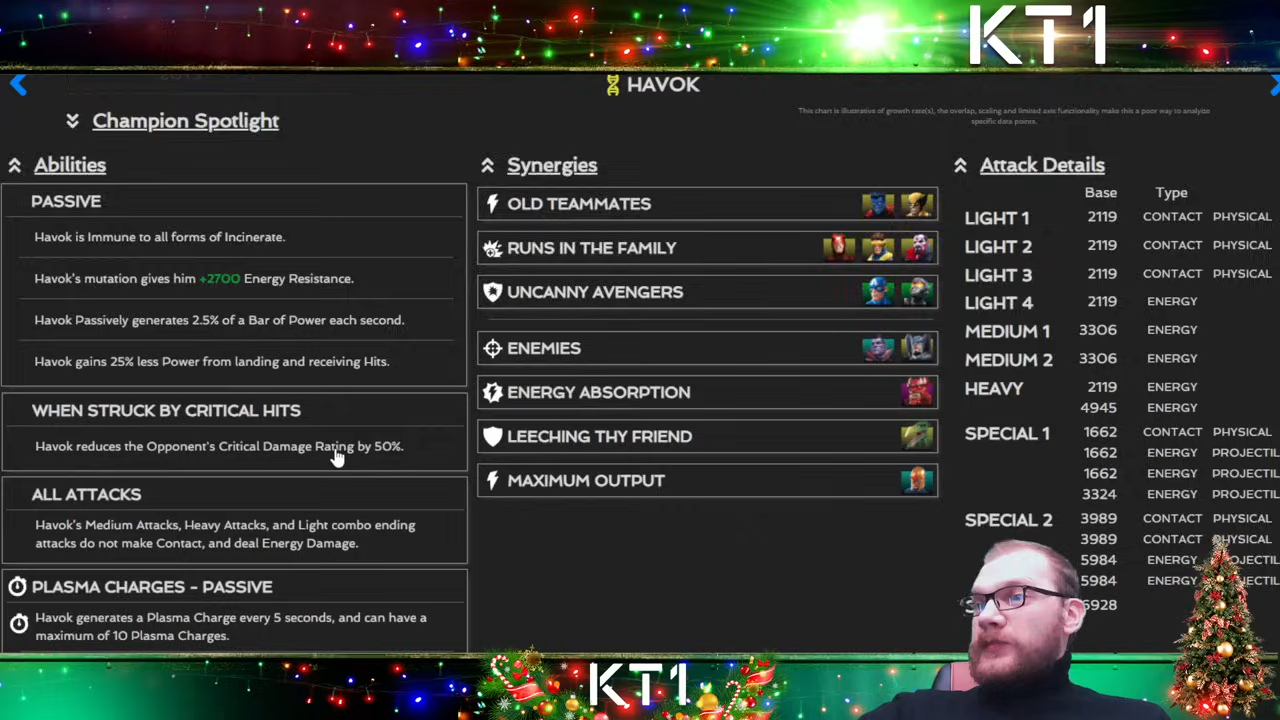 KT1
HAVOK
This chart is illustrative of growth rate(s), the overlap, scaling and limited axis functionality make this a poor way to analyze
specific data points.
Champion Spotlight
Abilities
PASSIVE
Havok is Immune to all forms of Incinerate.
Havok's mutation gives him +2700 Energy Resistance.
Havok Passively generates 2.5% of a Bar of Power each second.
Havok gains 25% less Power from landing and receiving Hits.
WHEN STRUCK BY CRITICAL HITS
Havok reduces the Opponent's Critical Damage Rating by 50%.
ALL ATTACKS
Havok's Medium Attacks, Heavy Attacks, and Light combo ending
attacks do not make Contact, and deal Energy Damage.
PLASMA CHARGES - PASSIVE
Havok generates a Plasma Charge every 5 seconds, and can have a
maximum of 10 Plasma Charges.
Synergies
OLD TEAMMATES
RUNS IN THE FAMILY
UNCANNY AVENGERS
ENEMIES
ENERGY ABSORPTION
LEECHING THY FRIEND
MAXIMUM OUTPUT
Attack Details
Base Type
LIGHT 1 2119 CONTACT PHYSICAL
LIGHT 2 2119 CONTACT PHYSICAL
LIGHT 3 2119 CONTACT PHYSICAL
LIGHT 4 2119 ENERGY
MEDIUM 1 3306 ENERGY
MEDIUM 2 3306 ENERGY
HEAVY 2119 ENERGY
4945 ENERGY
SPECIAL 1 1662 CONTACT PHYSICAL
1662 ENERGY PROJECTIL
1662 ENERGY PROJECTIL
3324 ENERGY PROJECTIL
SPECIAL 2 3989 CONTACT PHYSICAL
3989 CONTACT PHYSICAL
5984 ENERGY OJECTIL
5984 ENERGY
6928
KT1